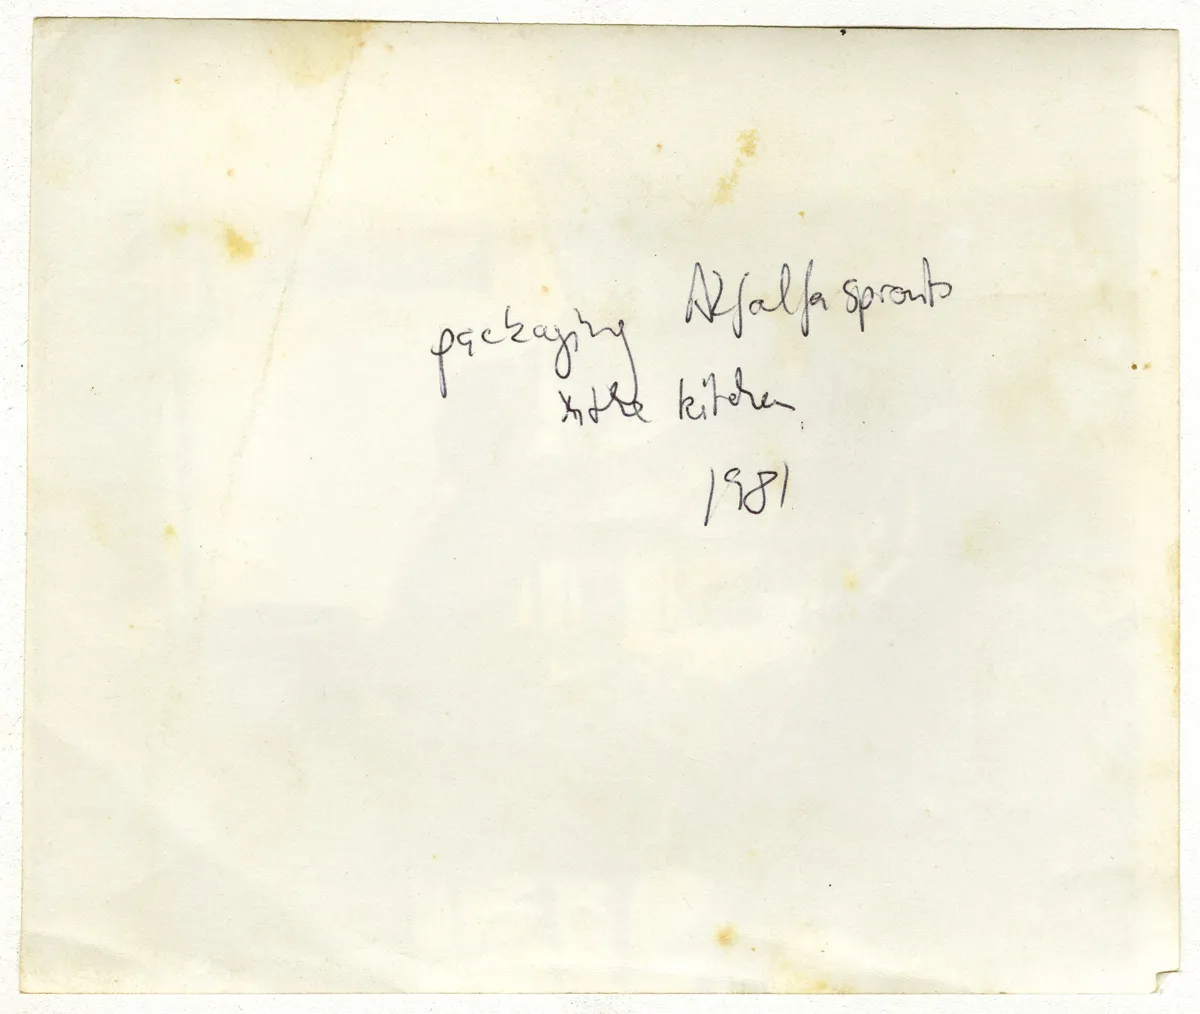 packaging Alfalfa sprouts
in the kitchen
1981